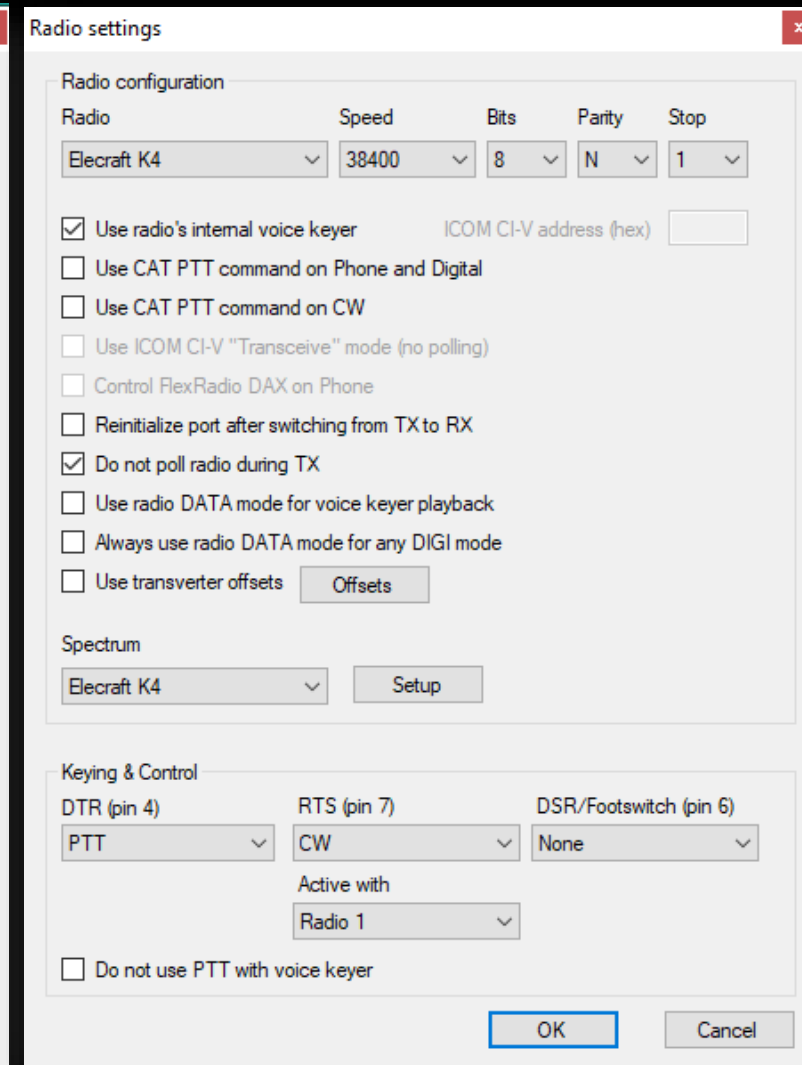 Radio settings
Radio configuration
Radio Speed Bits Parity Stop
Elecraft K4 38400 8 N 1
Use radio's internal voice keyer ICOM CI-V address (hex)
Use CAT PTT command on Phone and Digital
Use CAT PTT command on CW
Use ICOM CI-V "Transceive" mode (no polling)
Control FlexRadio DAX on Phone
Reinitialize port after switching from TX to RX
Do not poll radio during TX
Use radio DATA mode for voice keyer playback
Always use radio DATA mode for any DIGI mode
Use transverter offsets Offsets
Spectrum
Elecraft K4 Setup
Keying & Control
DTR (pin 4) RTS (pin 7) DSR/Footswitch (pin 6)
PTT CW None
Active with
Radio 1
Do not use PTT with voice keyer
OK Cancel